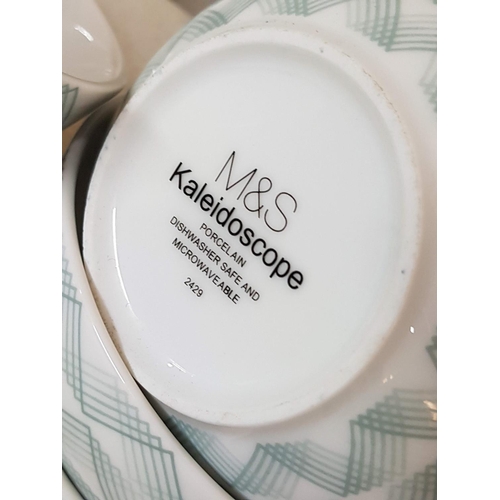 M&S
Kaleidoscope
PORCELAIN
DISHWASHER SAFE AND
MICROWAVEABLE
2429